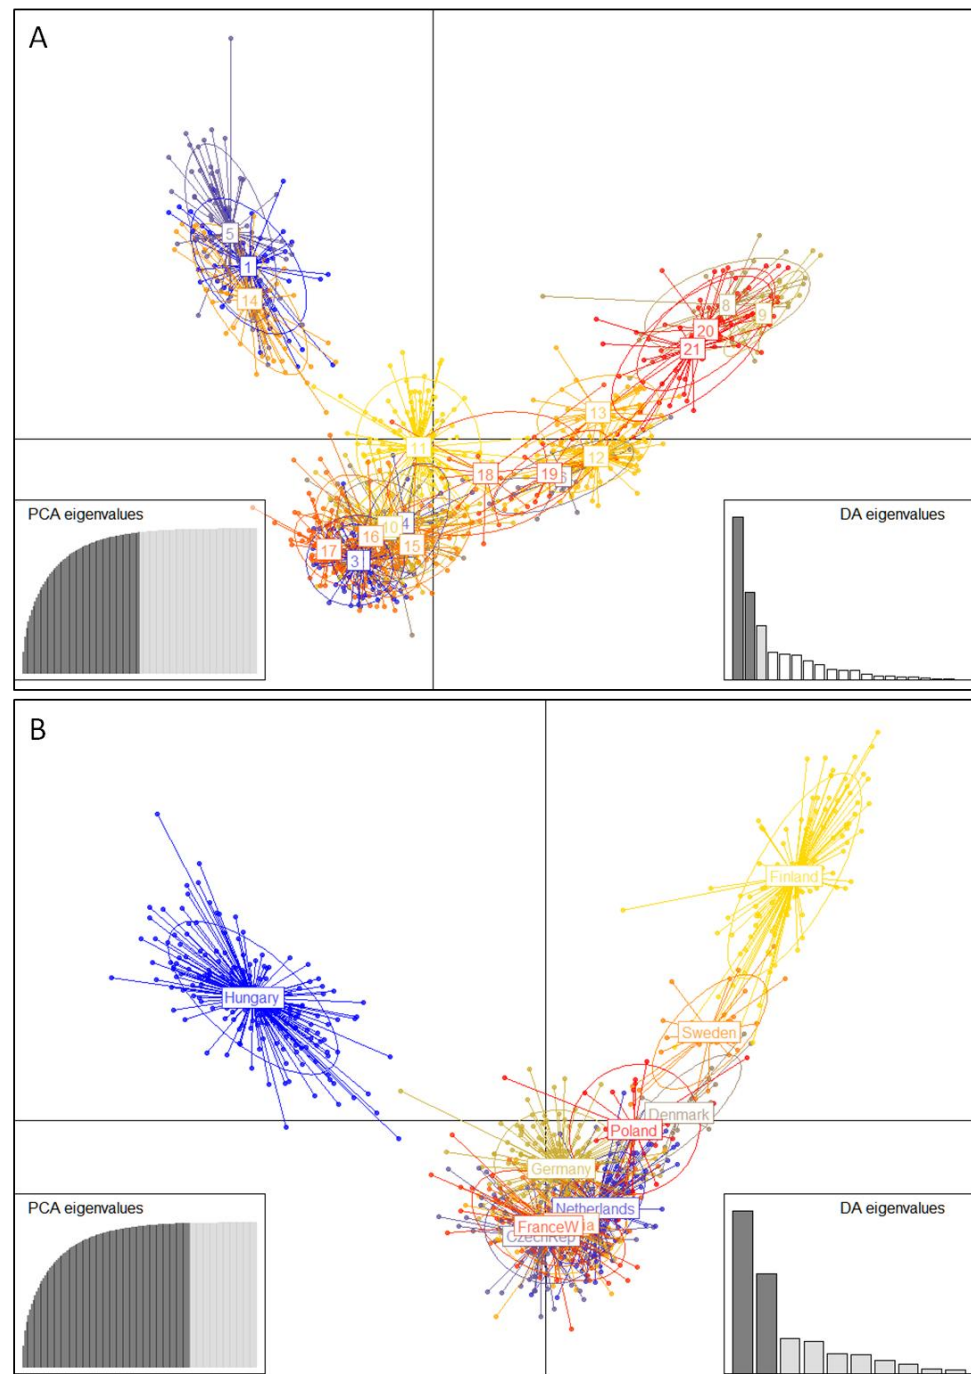 A
5
1
14
8
9
20
21
13
11
12
18
19
4
10
16
15
17
3
PCA eigenvalues
DA eigenvalues
B
Finland
Hungary
Sweden
Denmark
Poland
Germany
Netherlands
FranceW
CzechRep
PCA eigenvalues
DA eigenvalues